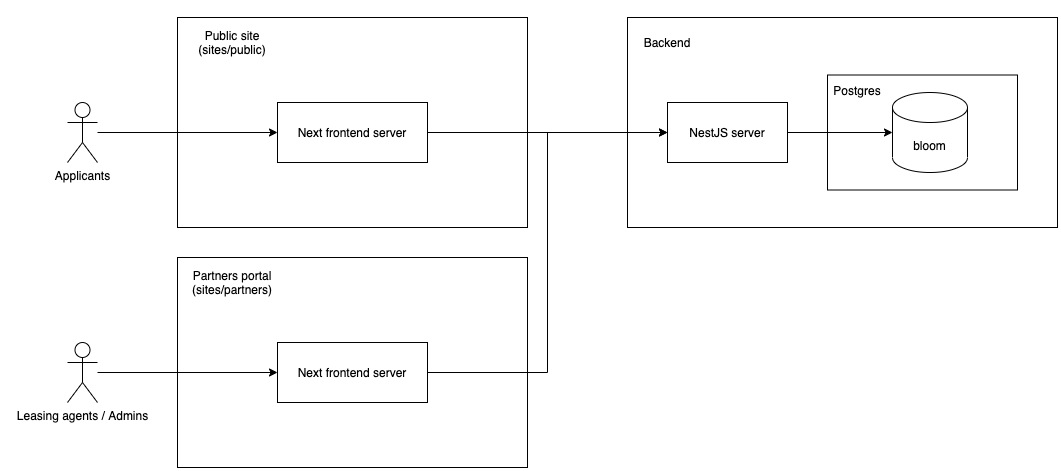 Public site
(sites/public)
Next frontend server
Applicants
Backend
NestJS server
Postgres
bloom
Partners portal
(sites/partners)
Next frontend server
Leasing agents / Admins